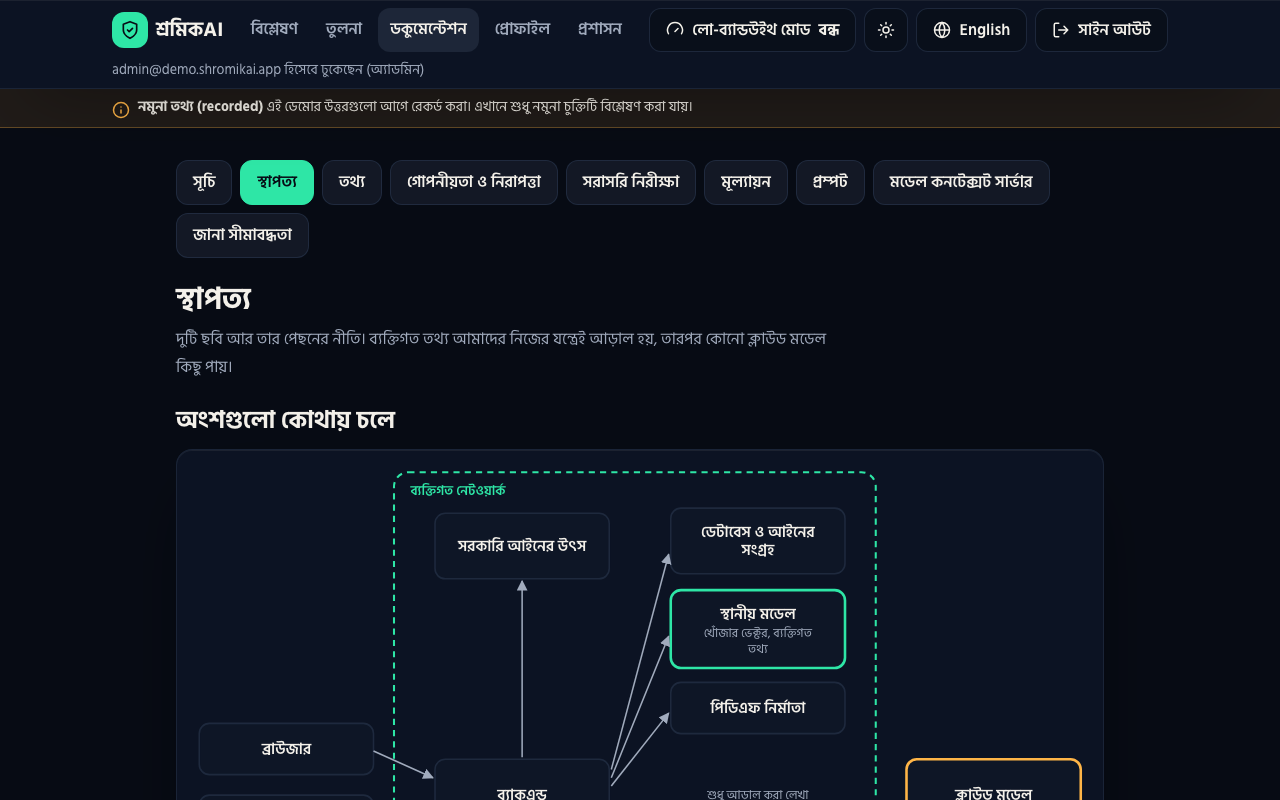 শ্রমিকAI
বিশ্লেষণ
তুলনা
ডকুমেন্টেশন
প্রোফাইল
প্রশাসন
লো-ব্যান্ডউইথ মোড বন্ধ
English
সাইন আউট
admin@demo.shromikai.app হিসেবে ঢুকেছেন (অ্যাডমিন)
নমুনা তথ্য (recorded) এই ডেমোর উত্তরগুলো আগে রেকর্ড করা। এখানে শুধু নমুনা চুক্তিটি বিশ্লেষণ করা যায়।
সূচি
স্থাপত্য
তথ্য
গোপনীয়তা ও নিরাপত্তা
সরাসরি নিরীক্ষা
মূল্যায়ন
প্রম্পট
মডেল কনটেক্সট সার্ভার
জানা সীমাবদ্ধতা
স্থাপত্য
দুটি ছবি আর তার পেছনের নীতি। ব্যক্তিগত তথ্য আমাদের নিজের যন্ত্রেই আড়াল হয়, তারপর কোনো ক্লাউড মডেল
কিছু পায়।
অংশগুলো কোথায় চলে
ব্যক্তিগত নেটওয়ার্ক
সরকারি আইনের উৎস
ডেটাবেস ও আইনের
সংগ্রহ
স্থানীয় মডেল
খোঁজার ভেক্টর, ব্যক্তিগত
তথ্য
পিডিএফ নির্মাতা
ব্রাউজার
ব্যাকএন্ড
শুধু আড়াল করা লেখা
ক্লাউড মডেল